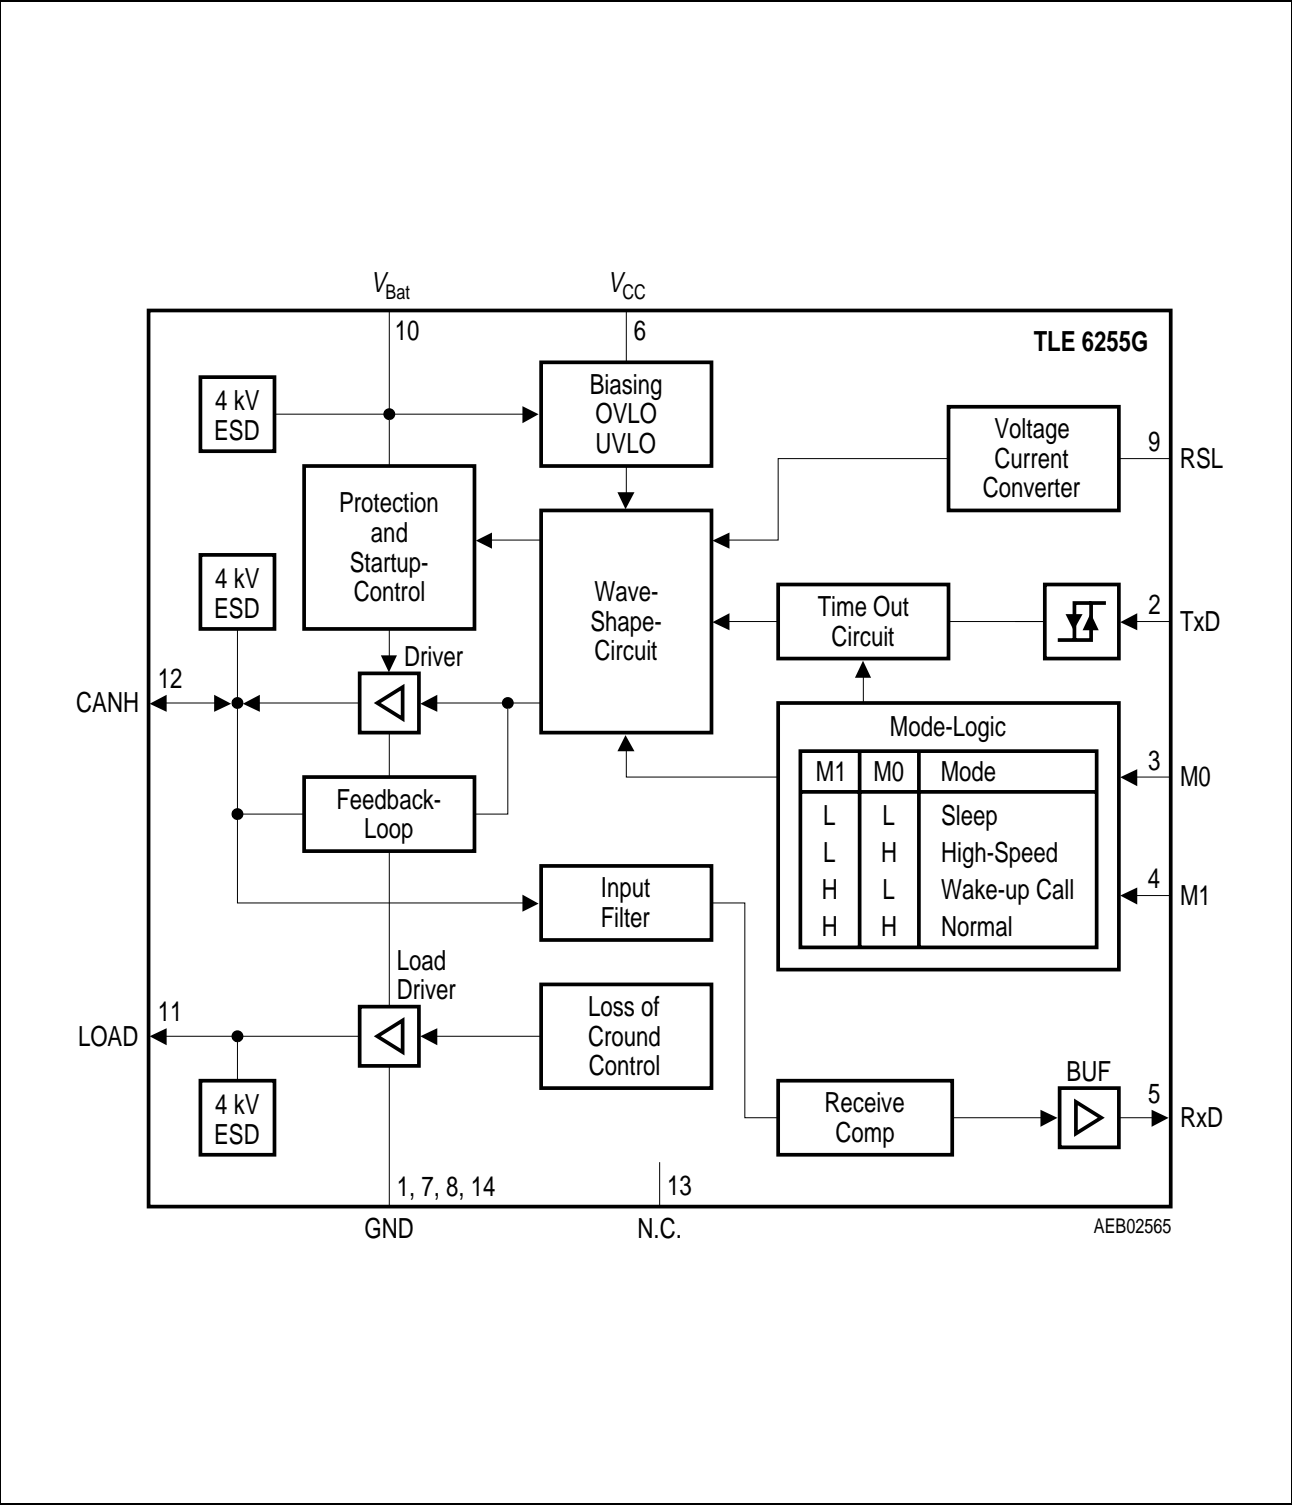 VBat
VCC
10
6
TLE 6255G
4 kV
ESD
Biasing
OVLO
UVLO
Voltage
Current
Converter
9
RSL
Protection
and
Startup-
Control
4 kV
ESD
Wave-
Shape-
Circuit
Time Out
Circuit
2
TxD
Driver
12
CANH
Mode-Logic
M1 M0 Mode
L L Sleep
L H High-Speed
H L Wake-up Call
H H Normal
3
M0
4
M1
Feedback-
Loop
Input
Filter
Load
Driver
11
LOAD
Loss of
Cround
Control
4 kV
ESD
Receive
Comp
BUF
5
RxD
1, 7, 8, 14
13
GND
N.C.
AEB02565